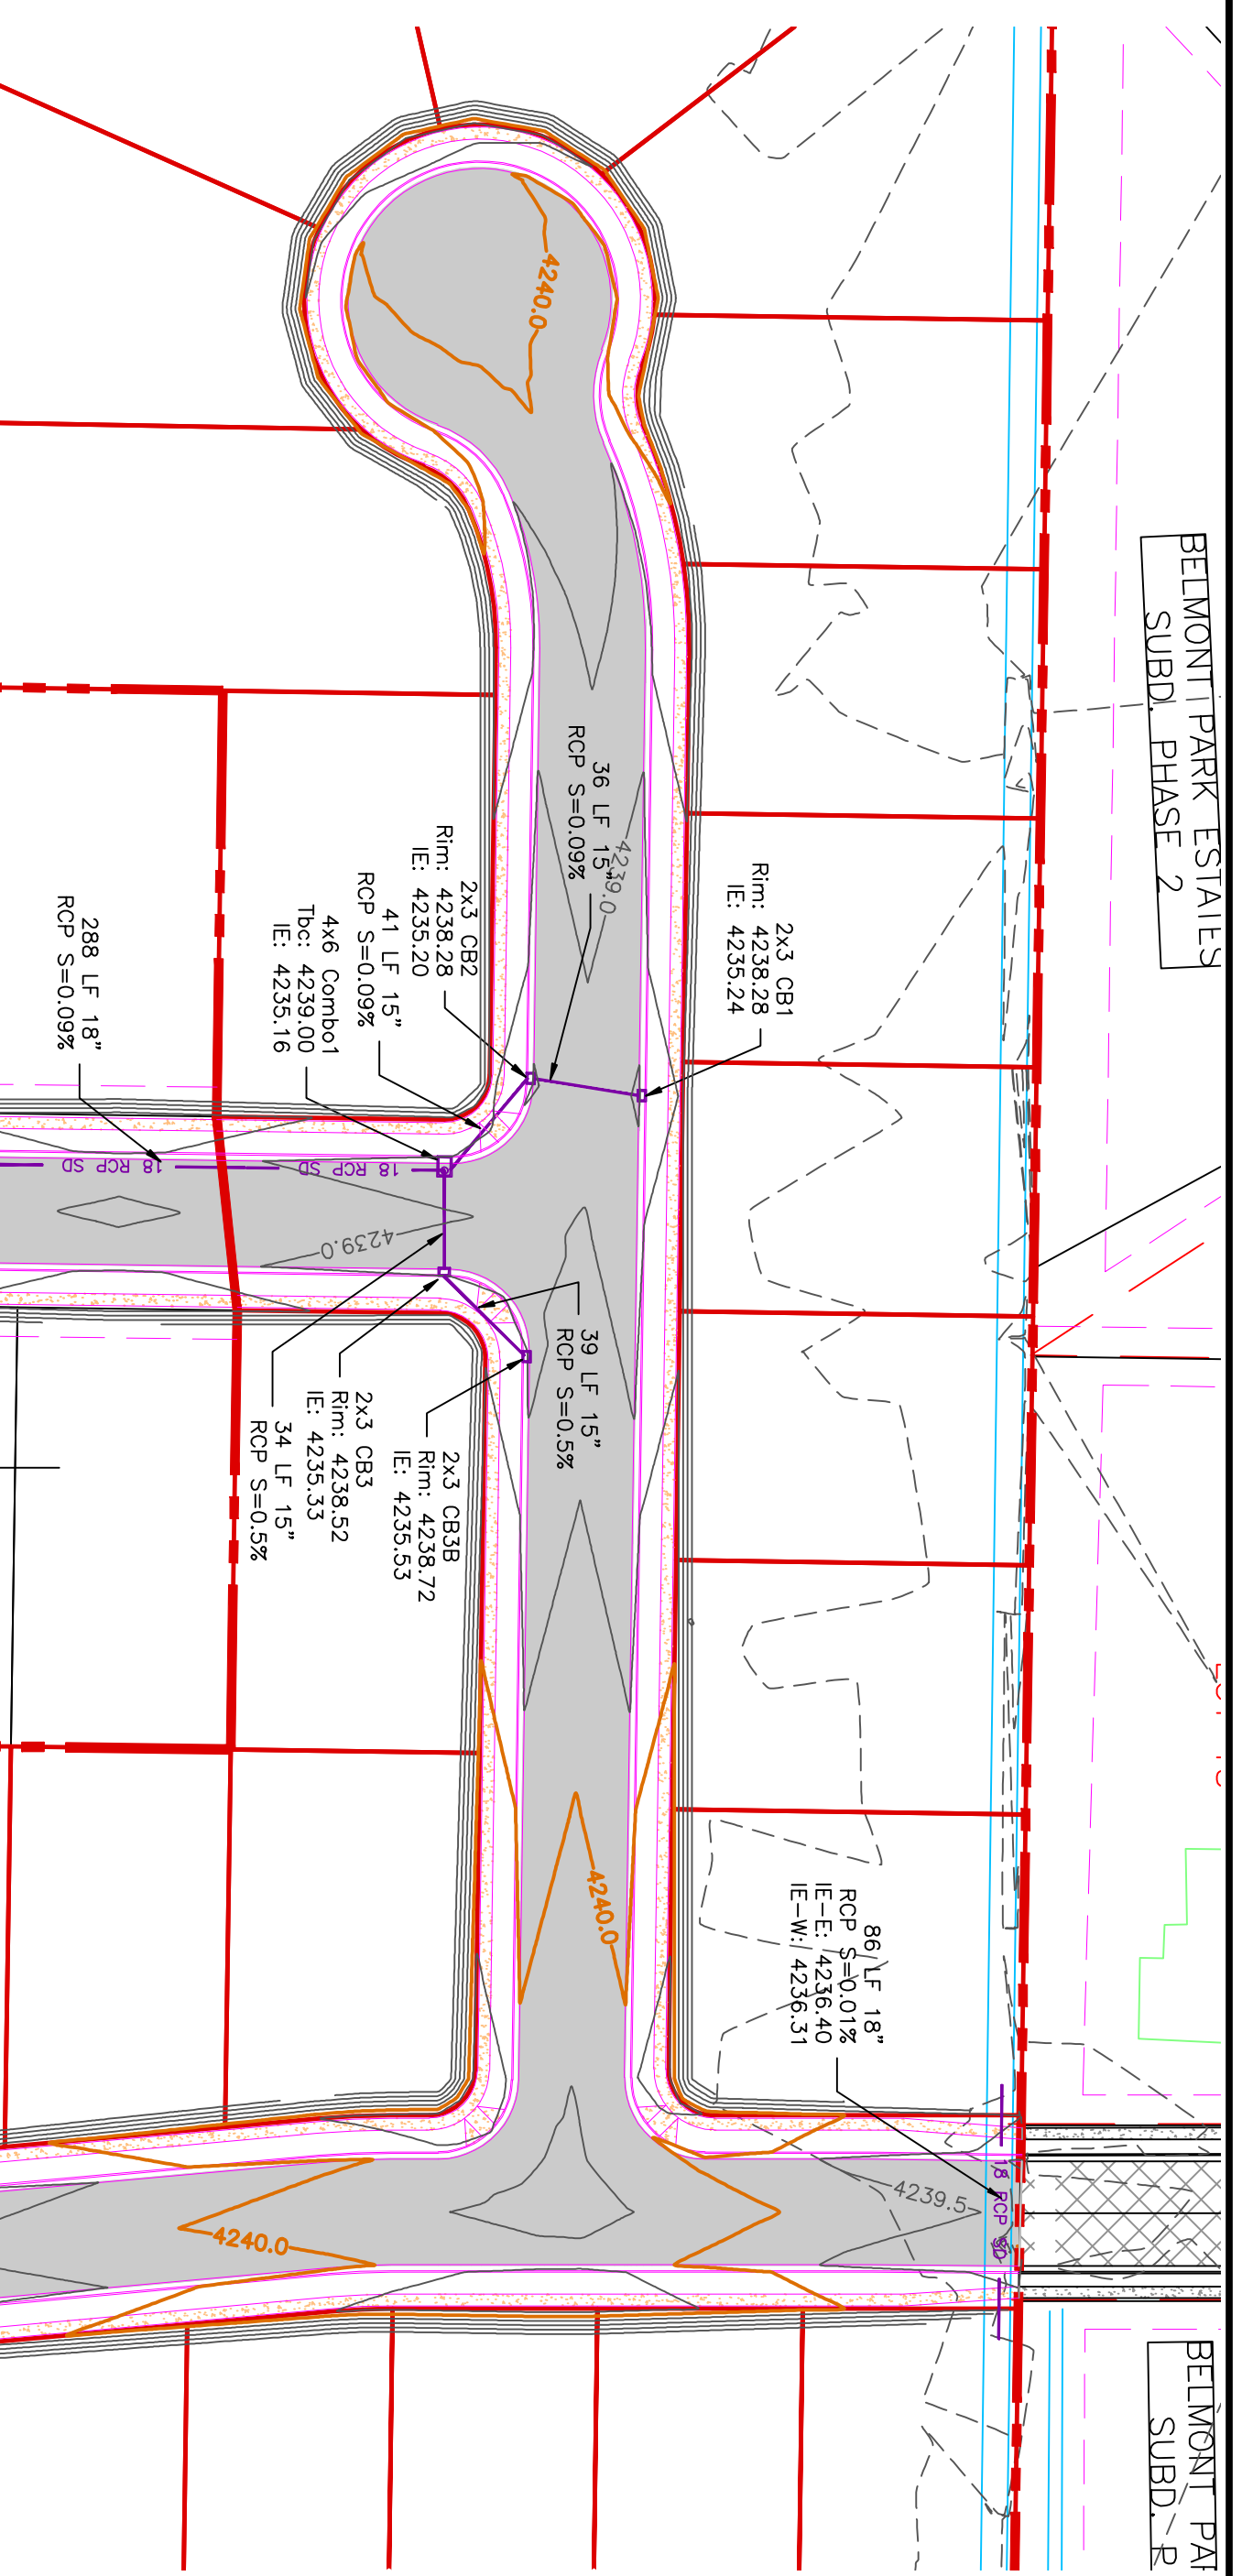 BELMONT PARK ESTATES
SUBD. PHASE 2
2x3 CB1
Rim: 4238.28
IE: 4235.24
36 LF 15"
RCP S=0.09%
4239.0
4240.0
2x3 CB2
Rim: 4238.28
IE: 4235.20
41 LF 15"
RCP S=0.09%
4x6 Combo1
Tbc: 4239.00
IE: 4235.16
288 LF 18"
RCP S=0.09%
18 RCP SD
18 RCP SD
4239.0
39 LF 15"
RCP S=0.5%
2x3 CB3B
Rim: 4238.72
IE: 4235.53
2x3 CB3
Rim: 4238.52
IE: 4235.33
34 LF 15"
RCP S=0.5%
86 LF 18"
RCP S=0.01%
IE-E: 4236.40
IE-W: 4236.31
4240.0
4239.5
18 RCP SD
4240.0
BELMONT
SUBD.